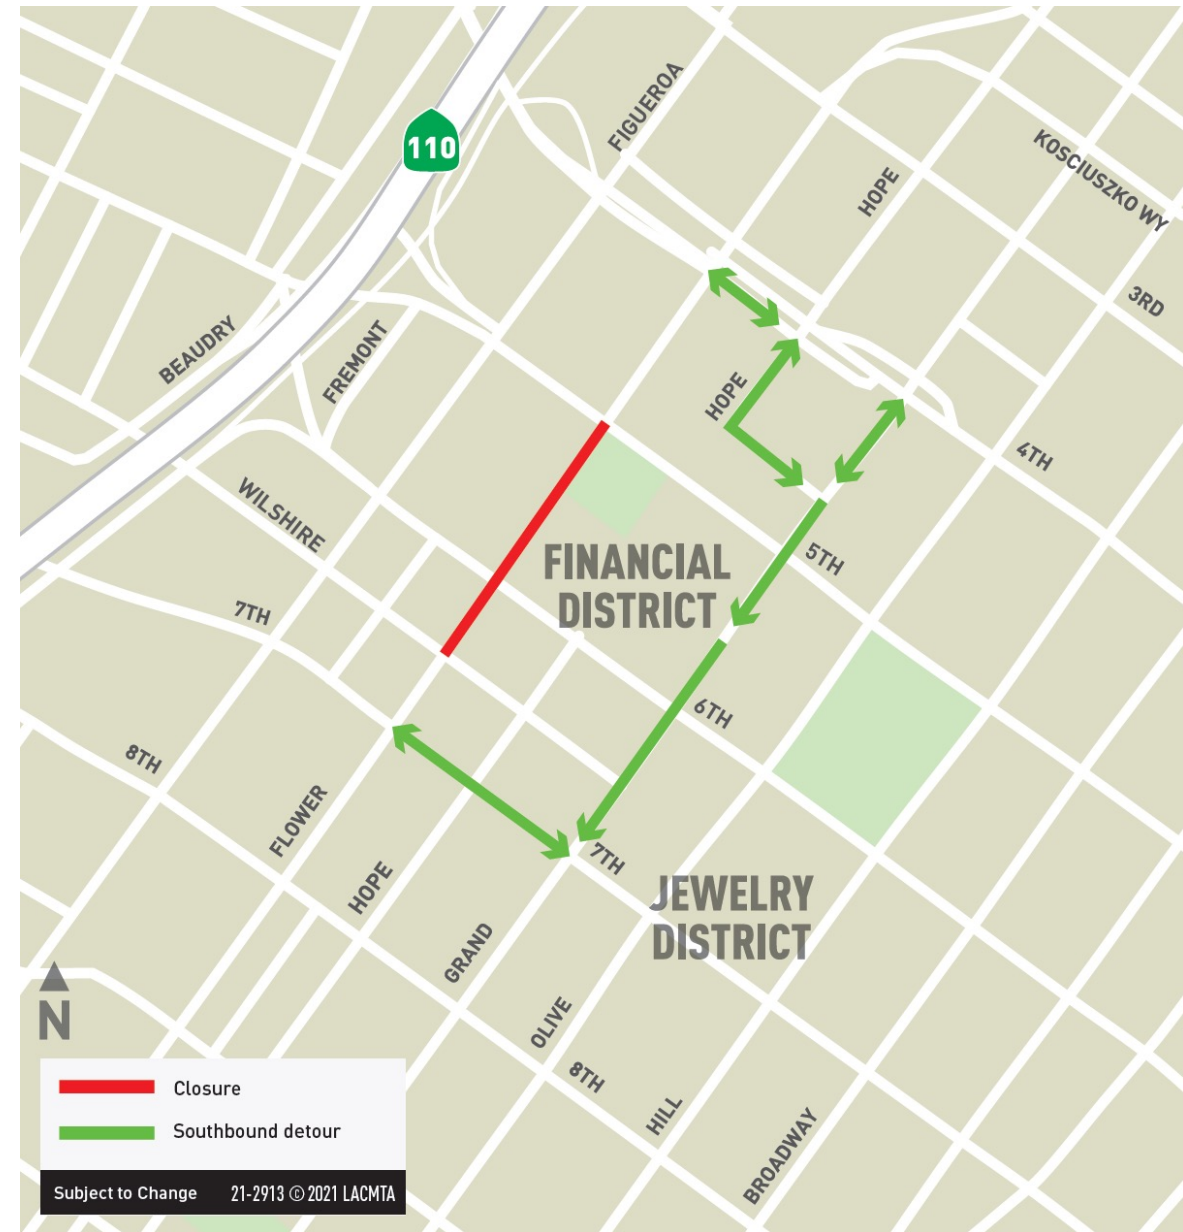 FIGUEROA
110
KOSCIUSZKO WY
HOPE
3RD
BEAUDRY
FREMONT
HOPE
4TH
WILSHIRE
FINANCIAL
DISTRICT
5TH
7TH
6TH
8TH
FLOWER
7TH
HOPE
JEWELRY
DISTRICT
GRAND
OLIVE
8TH
HILL
BROADWAY
N
Closure
Southbound detour
Subject to Change 21-2913 © 2021 LACMTA